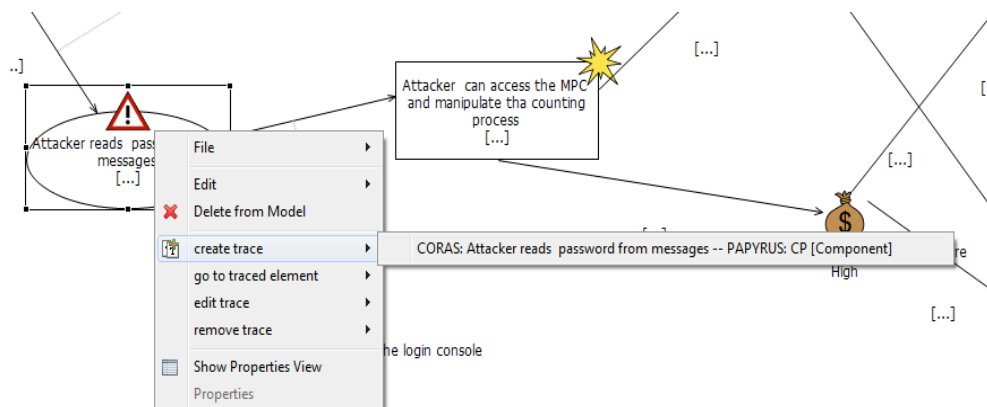 [...]
..]
[
Attacker can access the MPC
and manipulate tha counting
process
[...]
Attacker reads pas
messages
[...]
[...]
File
Edit
Delete from Model
create trace
CORAS: Attacker reads password from messages -- PAPYRUS: CP [Component]
re
go to traced element
High
edit trace
[...]
remove trace
he login console
Show Properties View
Properties
$